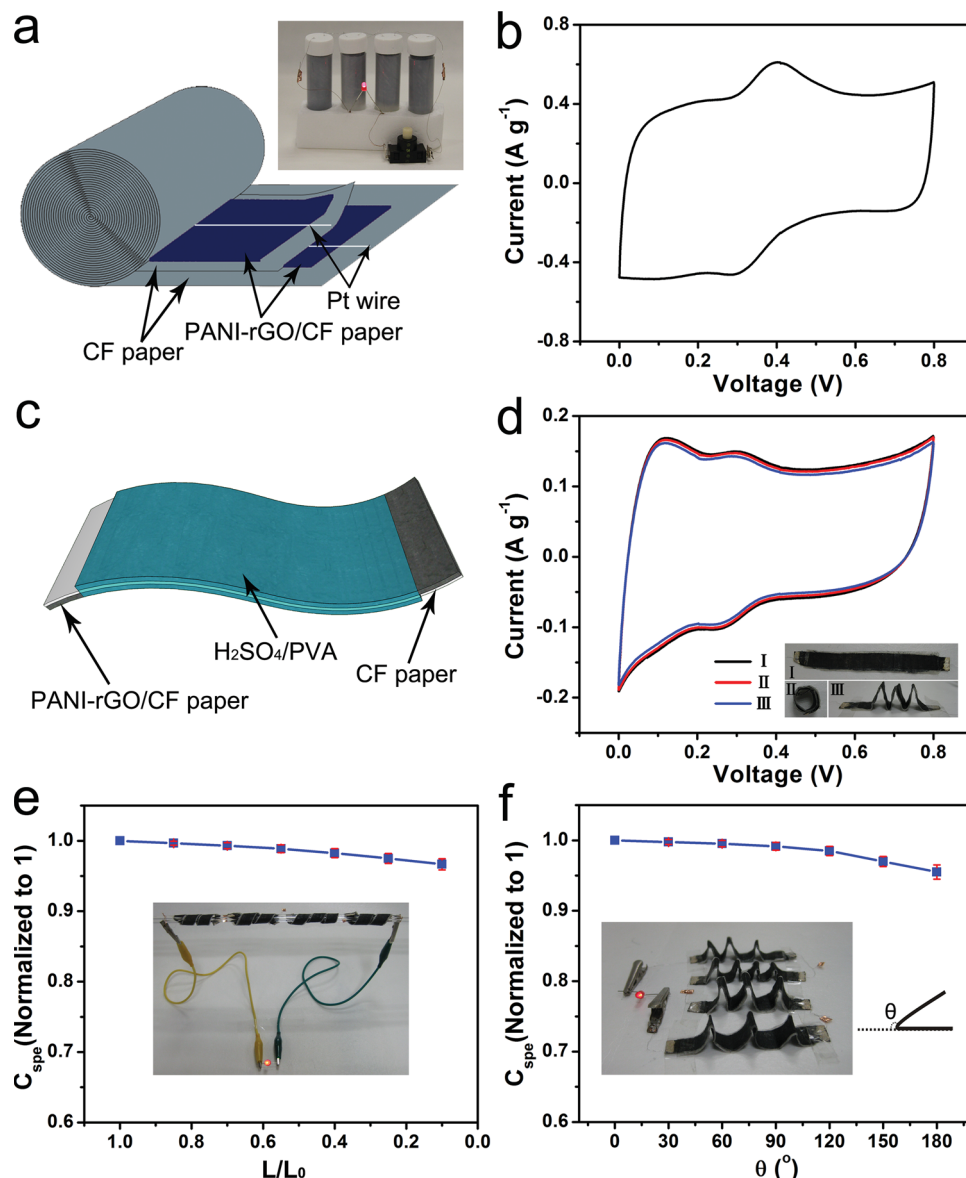 a
Pt wire
PANI-rGO/CF paper
CF paper
b
Current (A g⁻¹)
0.8
0.4
0.0
-0.4
-0.8
0.0 0.2 0.4 0.6 0.8
Voltage (V)
c
H₂SO₄/PVA
CF paper
PANI-rGO/CF paper
d
Current (A g⁻¹)
0.2
0.1
0.0
-0.1
-0.2
I
II
III
I
II
III
0.0 0.2 0.4 0.6 0.8
Voltage (V)
e
C_spe(Normalized to 1)
1.0
0.9
0.8
0.7
0.6
1.0 0.8 0.6 0.4 0.2 0.0
L/L₀
f
C_spe(Normalized to 1)
1.0
0.9
0.8
0.7
0.6
θ
0 30 60 90 120 150 180
θ (°)